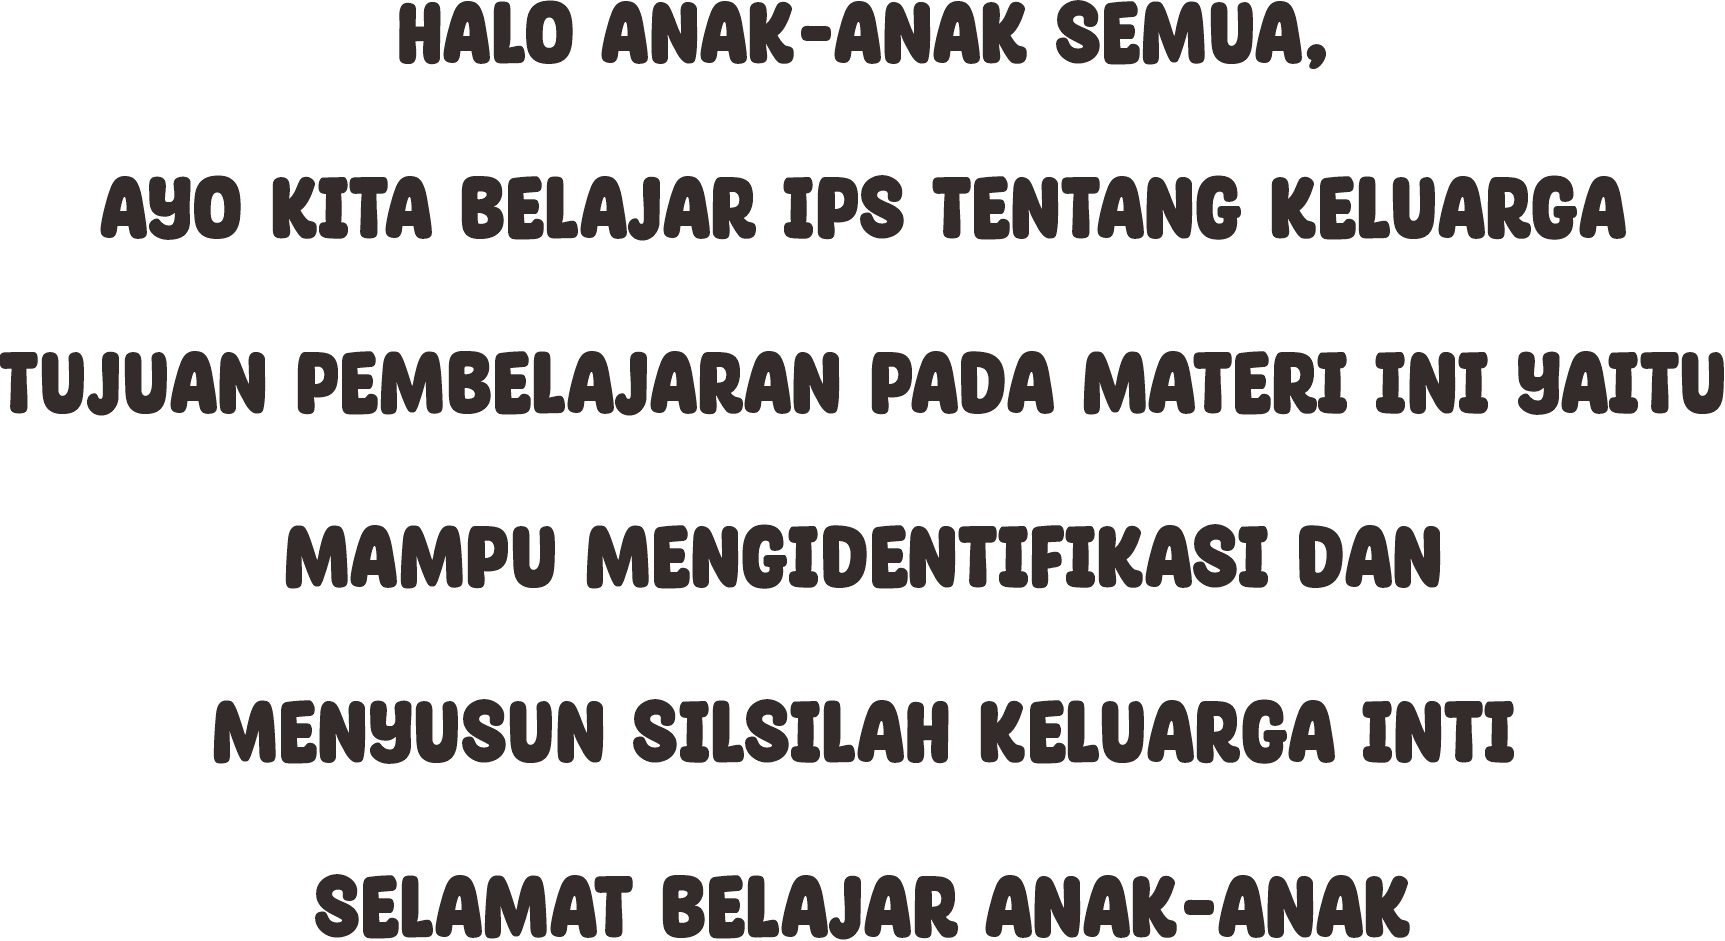 HALO ANAK-ANAK SEMUA,
AYO KITA BELAJAR IPS TENTANG KELUARGA
TUJUAN PEMBELAJARAN PADA MATERI INI YAITU
MAMPU MENGIDENTIFIKASI DAN
MENYUSUN SILSILAH KELUARGA INTI
SELAMAT BELAJAR ANAK-ANAK